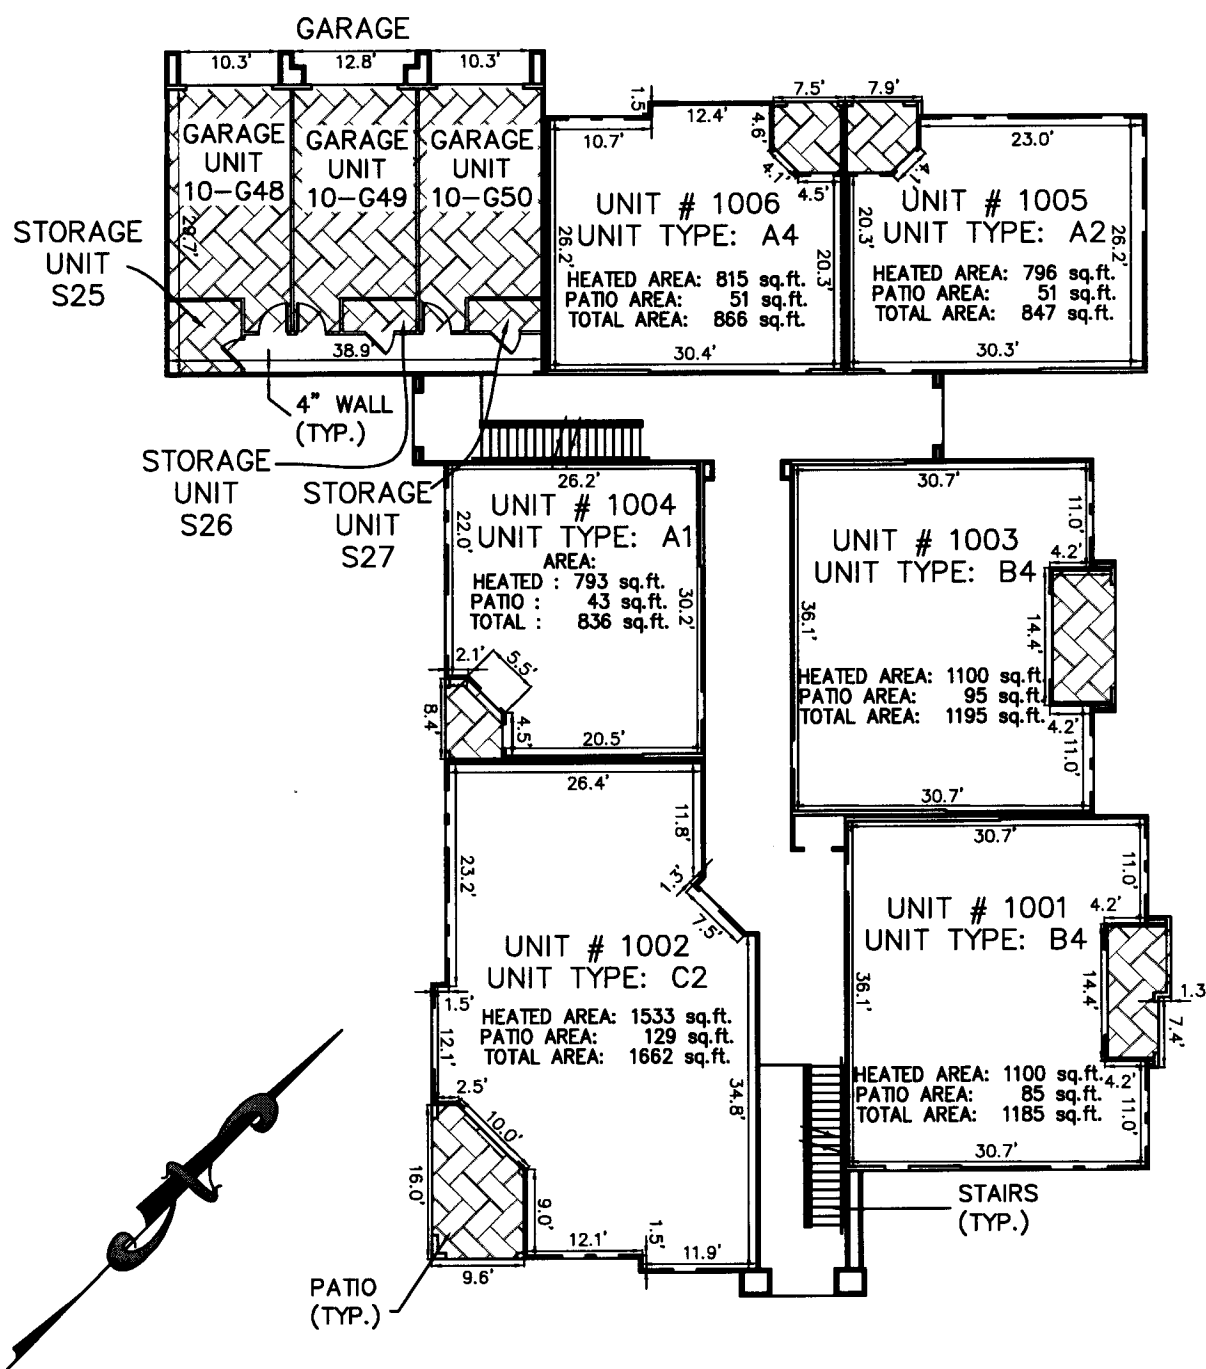 GARAGE
10.3'
12.8'
10.3'
GARAGE
UNIT
10-G48
GARAGE
UNIT
10-G49
GARAGE
UNIT
10-G50
STORAGE
UNIT
S25
38.9'
4" WALL
(TYP.)
STORAGE
UNIT
S26
STORAGE
UNIT
S27
1.5'
10.7'
12.4'
7.5'
4.6'
4.1'
4.5'
26.2'
20.3'
UNIT # 1006
UNIT TYPE: A4
HEATED AREA: 815 sq.ft.
PATIO AREA: 51 sq.ft.
TOTAL AREA: 866 sq.ft.
30.4'
7.9'
23.0'
4.1'
20.3'
26.2'
UNIT # 1005
UNIT TYPE: A2
HEATED AREA: 796 sq.ft.
PATIO AREA: 51 sq.ft.
TOTAL AREA: 847 sq.ft.
30.3'
26.2'
22.0'
UNIT # 1004
UNIT TYPE: A1
AREA:
HEATED : 793 sq.ft.
PATIO : 43 sq.ft.
TOTAL : 836 sq.ft.
30.2'
2.1'
5.5'
8.4'
4.5'
20.5'
30.7'
11.0'
UNIT # 1003
UNIT TYPE: B4
4.2'
36.1'
14.4'
HEATED AREA: 1100 sq.ft.
PATIO AREA: 95 sq.ft.
TOTAL AREA: 1195 sq.ft.
4.2'
11.0'
30.7'
26.4'
11.8'
23.2'
1.3'
7.5'
UNIT # 1002
UNIT TYPE: C2
1.5'
HEATED AREA: 1533 sq.ft.
PATIO AREA: 129 sq.ft.
TOTAL AREA: 1662 sq.ft.
12.1'
34.8'
2.5'
10.0'
16.0'
9.0'
12.1'
1.5'
11.9'
9.6'
PATIO
(TYP.)
30.7'
11.0'
UNIT # 1001
UNIT TYPE: B4
4.2'
36.1'
14.4'
1.3
7.4'
HEATED AREA: 1100 sq.ft.
PATIO AREA: 85 sq.ft.
TOTAL AREA: 1185 sq.ft.
4.2'
11.0'
30.7'
STAIRS
(TYP.)